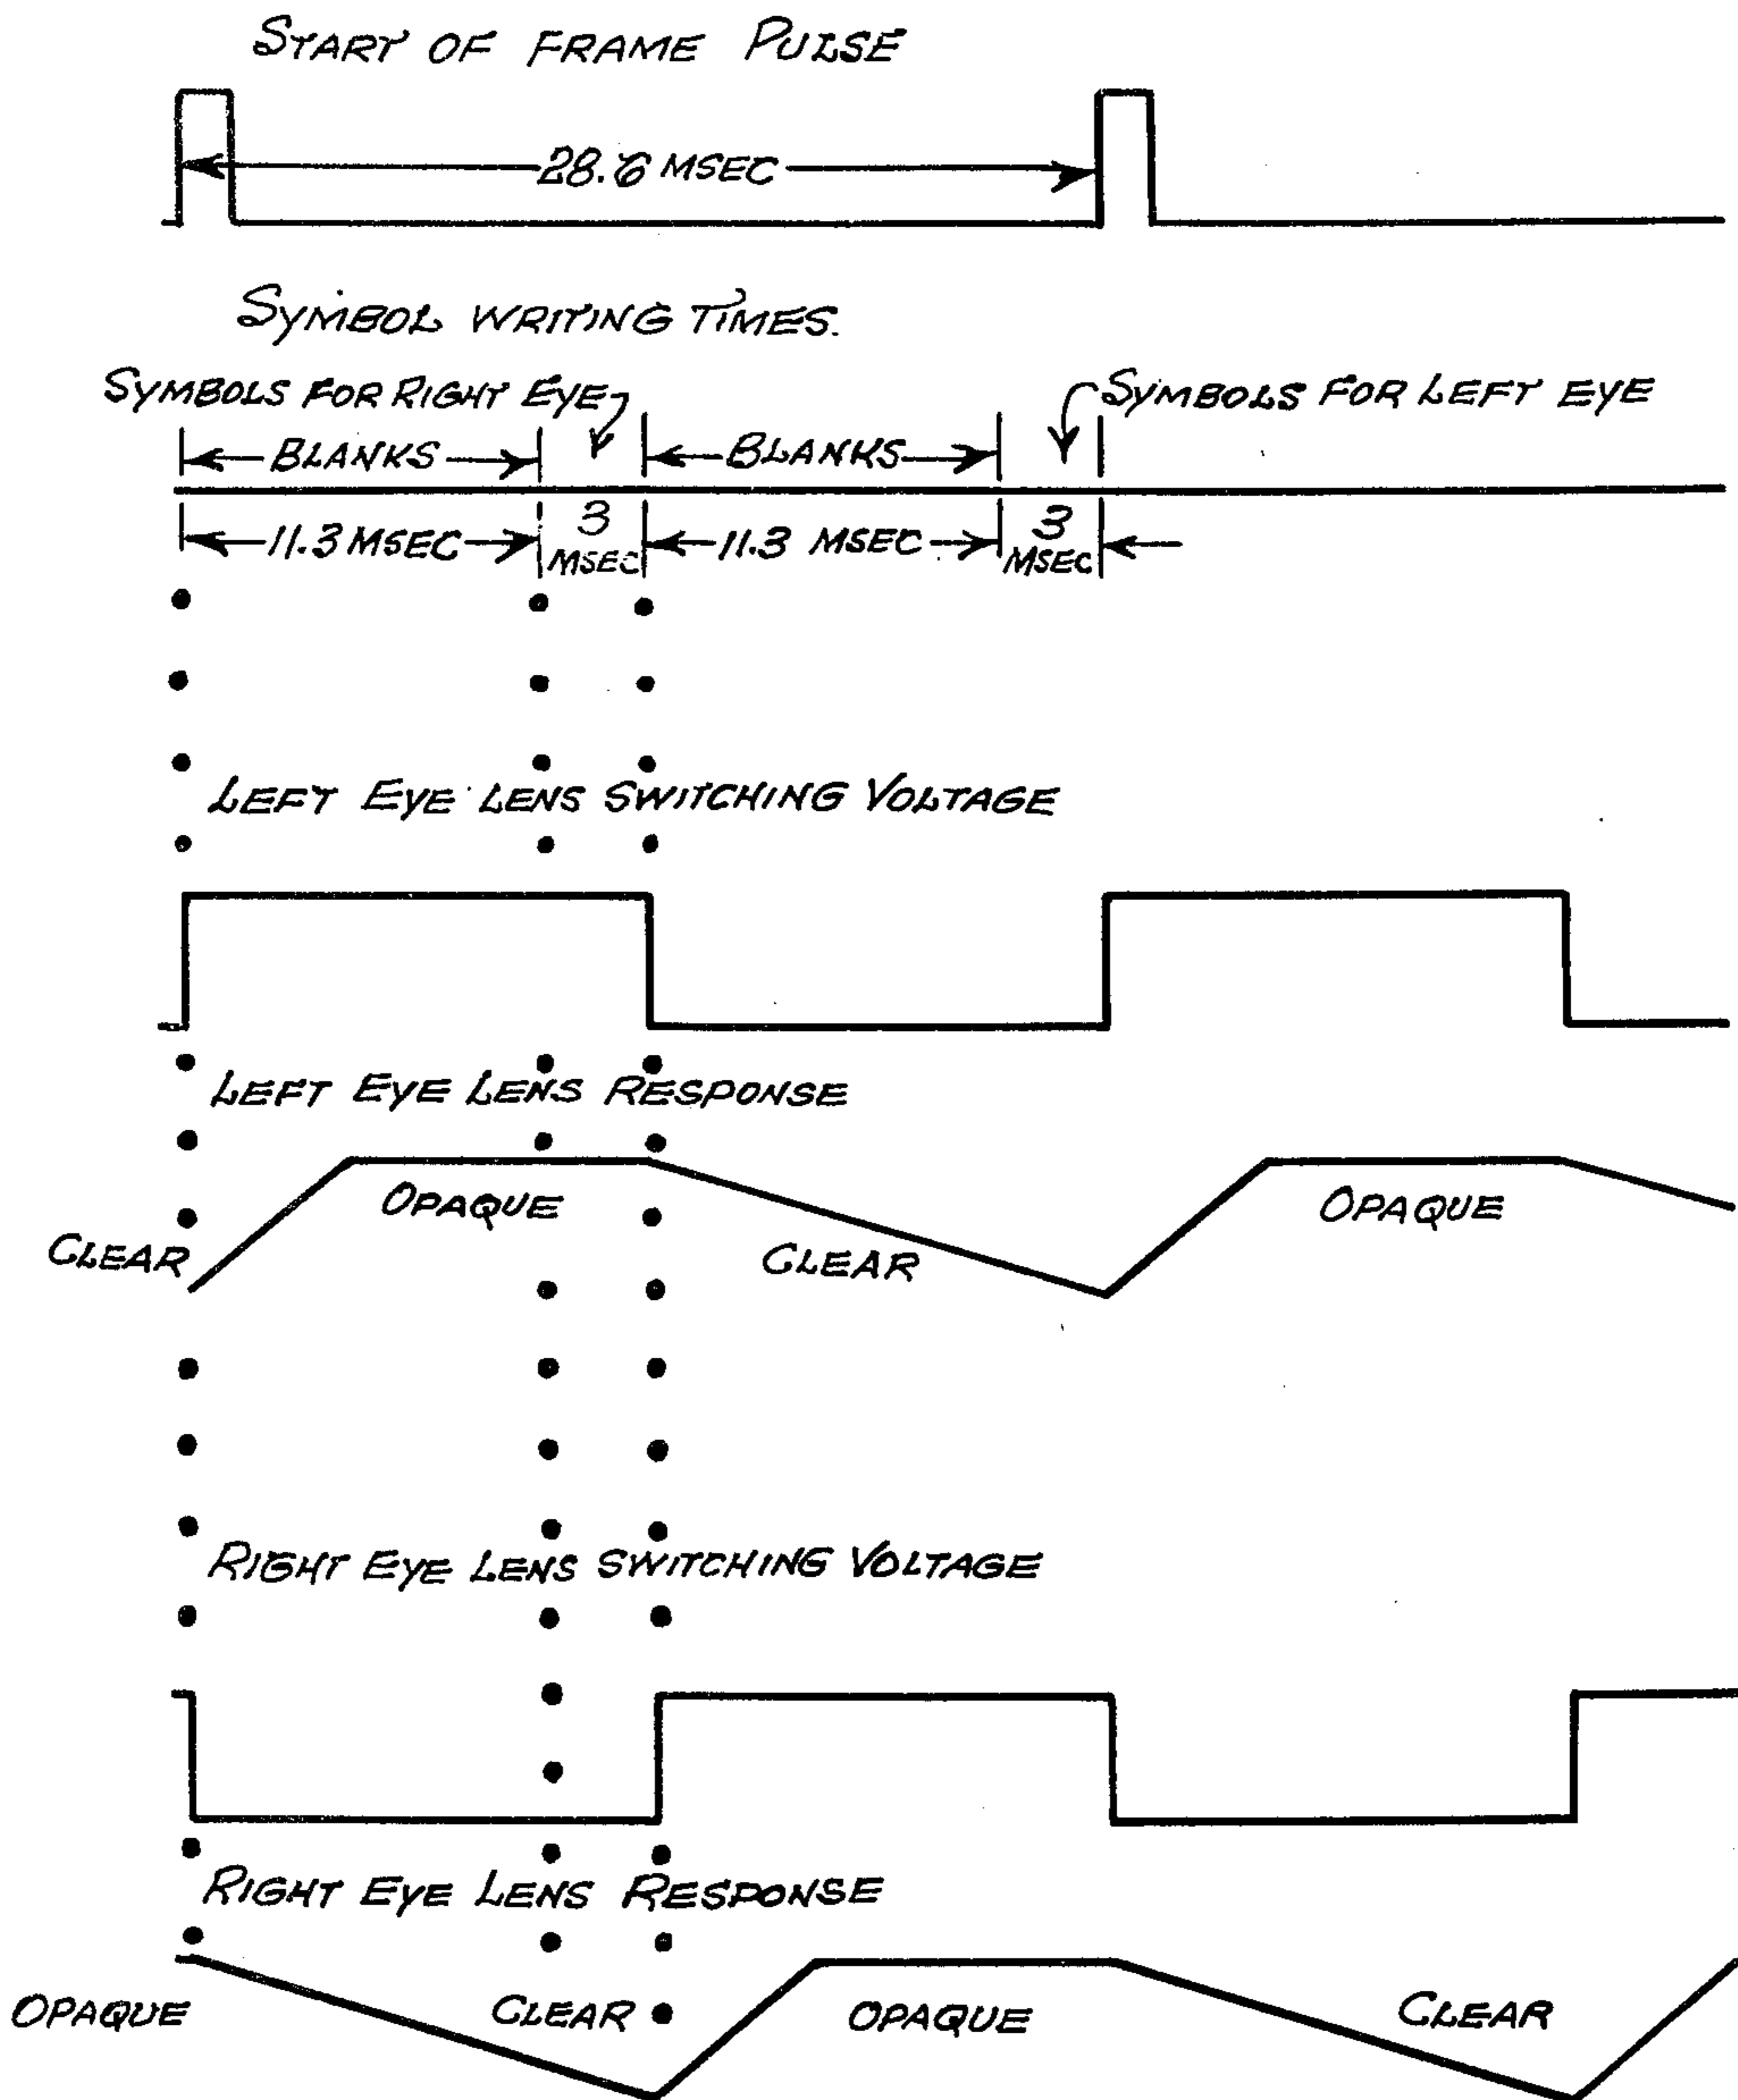 START OF FRAME PULSE
28.6 MSEC
SYMBOL WRITING TIMES.
SYMBOLS FOR RIGHT EYE
SYMBOLS FOR LEFT EYE
BLANKS
BLANKS
11.3 MSEC
3 MSEC
11.3 MSEC
3 MSEC
LEFT EYE LENS SWITCHING VOLTAGE
LEFT EYE LENS RESPONSE
CLEAR
OPAQUE
CLEAR
OPAQUE
RIGHT EYE LENS SWITCHING VOLTAGE
RIGHT EYE LENS RESPONSE
OPAQUE
CLEAR
OPAQUE
CLEAR